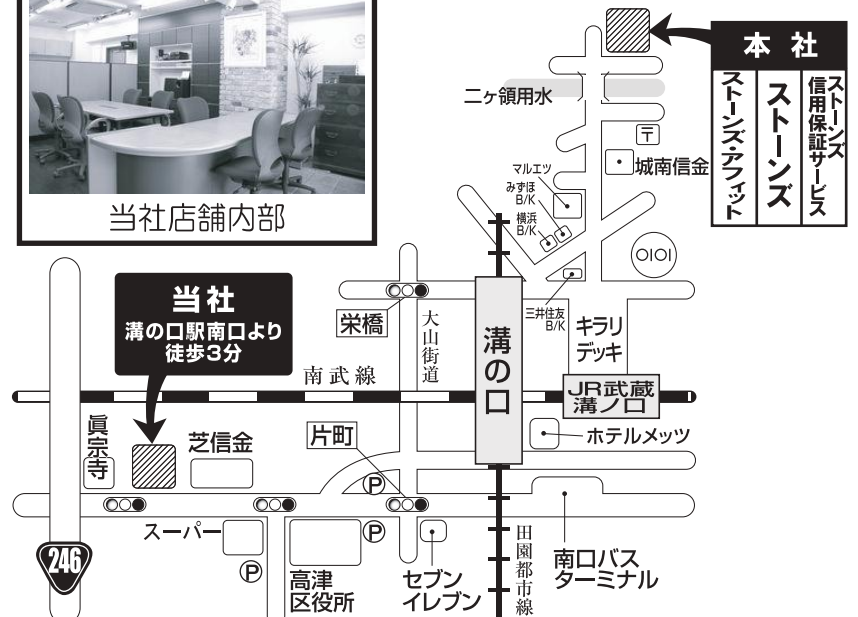 当社店舗内部
本社
ストーンズ・アフィット
ストーンズ
ストーンズ
信用保証サービス
二ヶ領用水
〒
城南信金
マルエツ
みずほ
B/K
横浜
B/K
OIOI
三井住友
B/K
キラリ
デッキ
当社
溝の口駅南口より
徒歩3分
栄橋
大山街道
溝の口
南武線
JR武蔵
溝ノ口
眞宗寺
芝信金
片町
ホテルメッツ
P
スーパー
P
P
246
高津
区役所
セブン
イレブン
田園都市線
南口バス
ターミナル